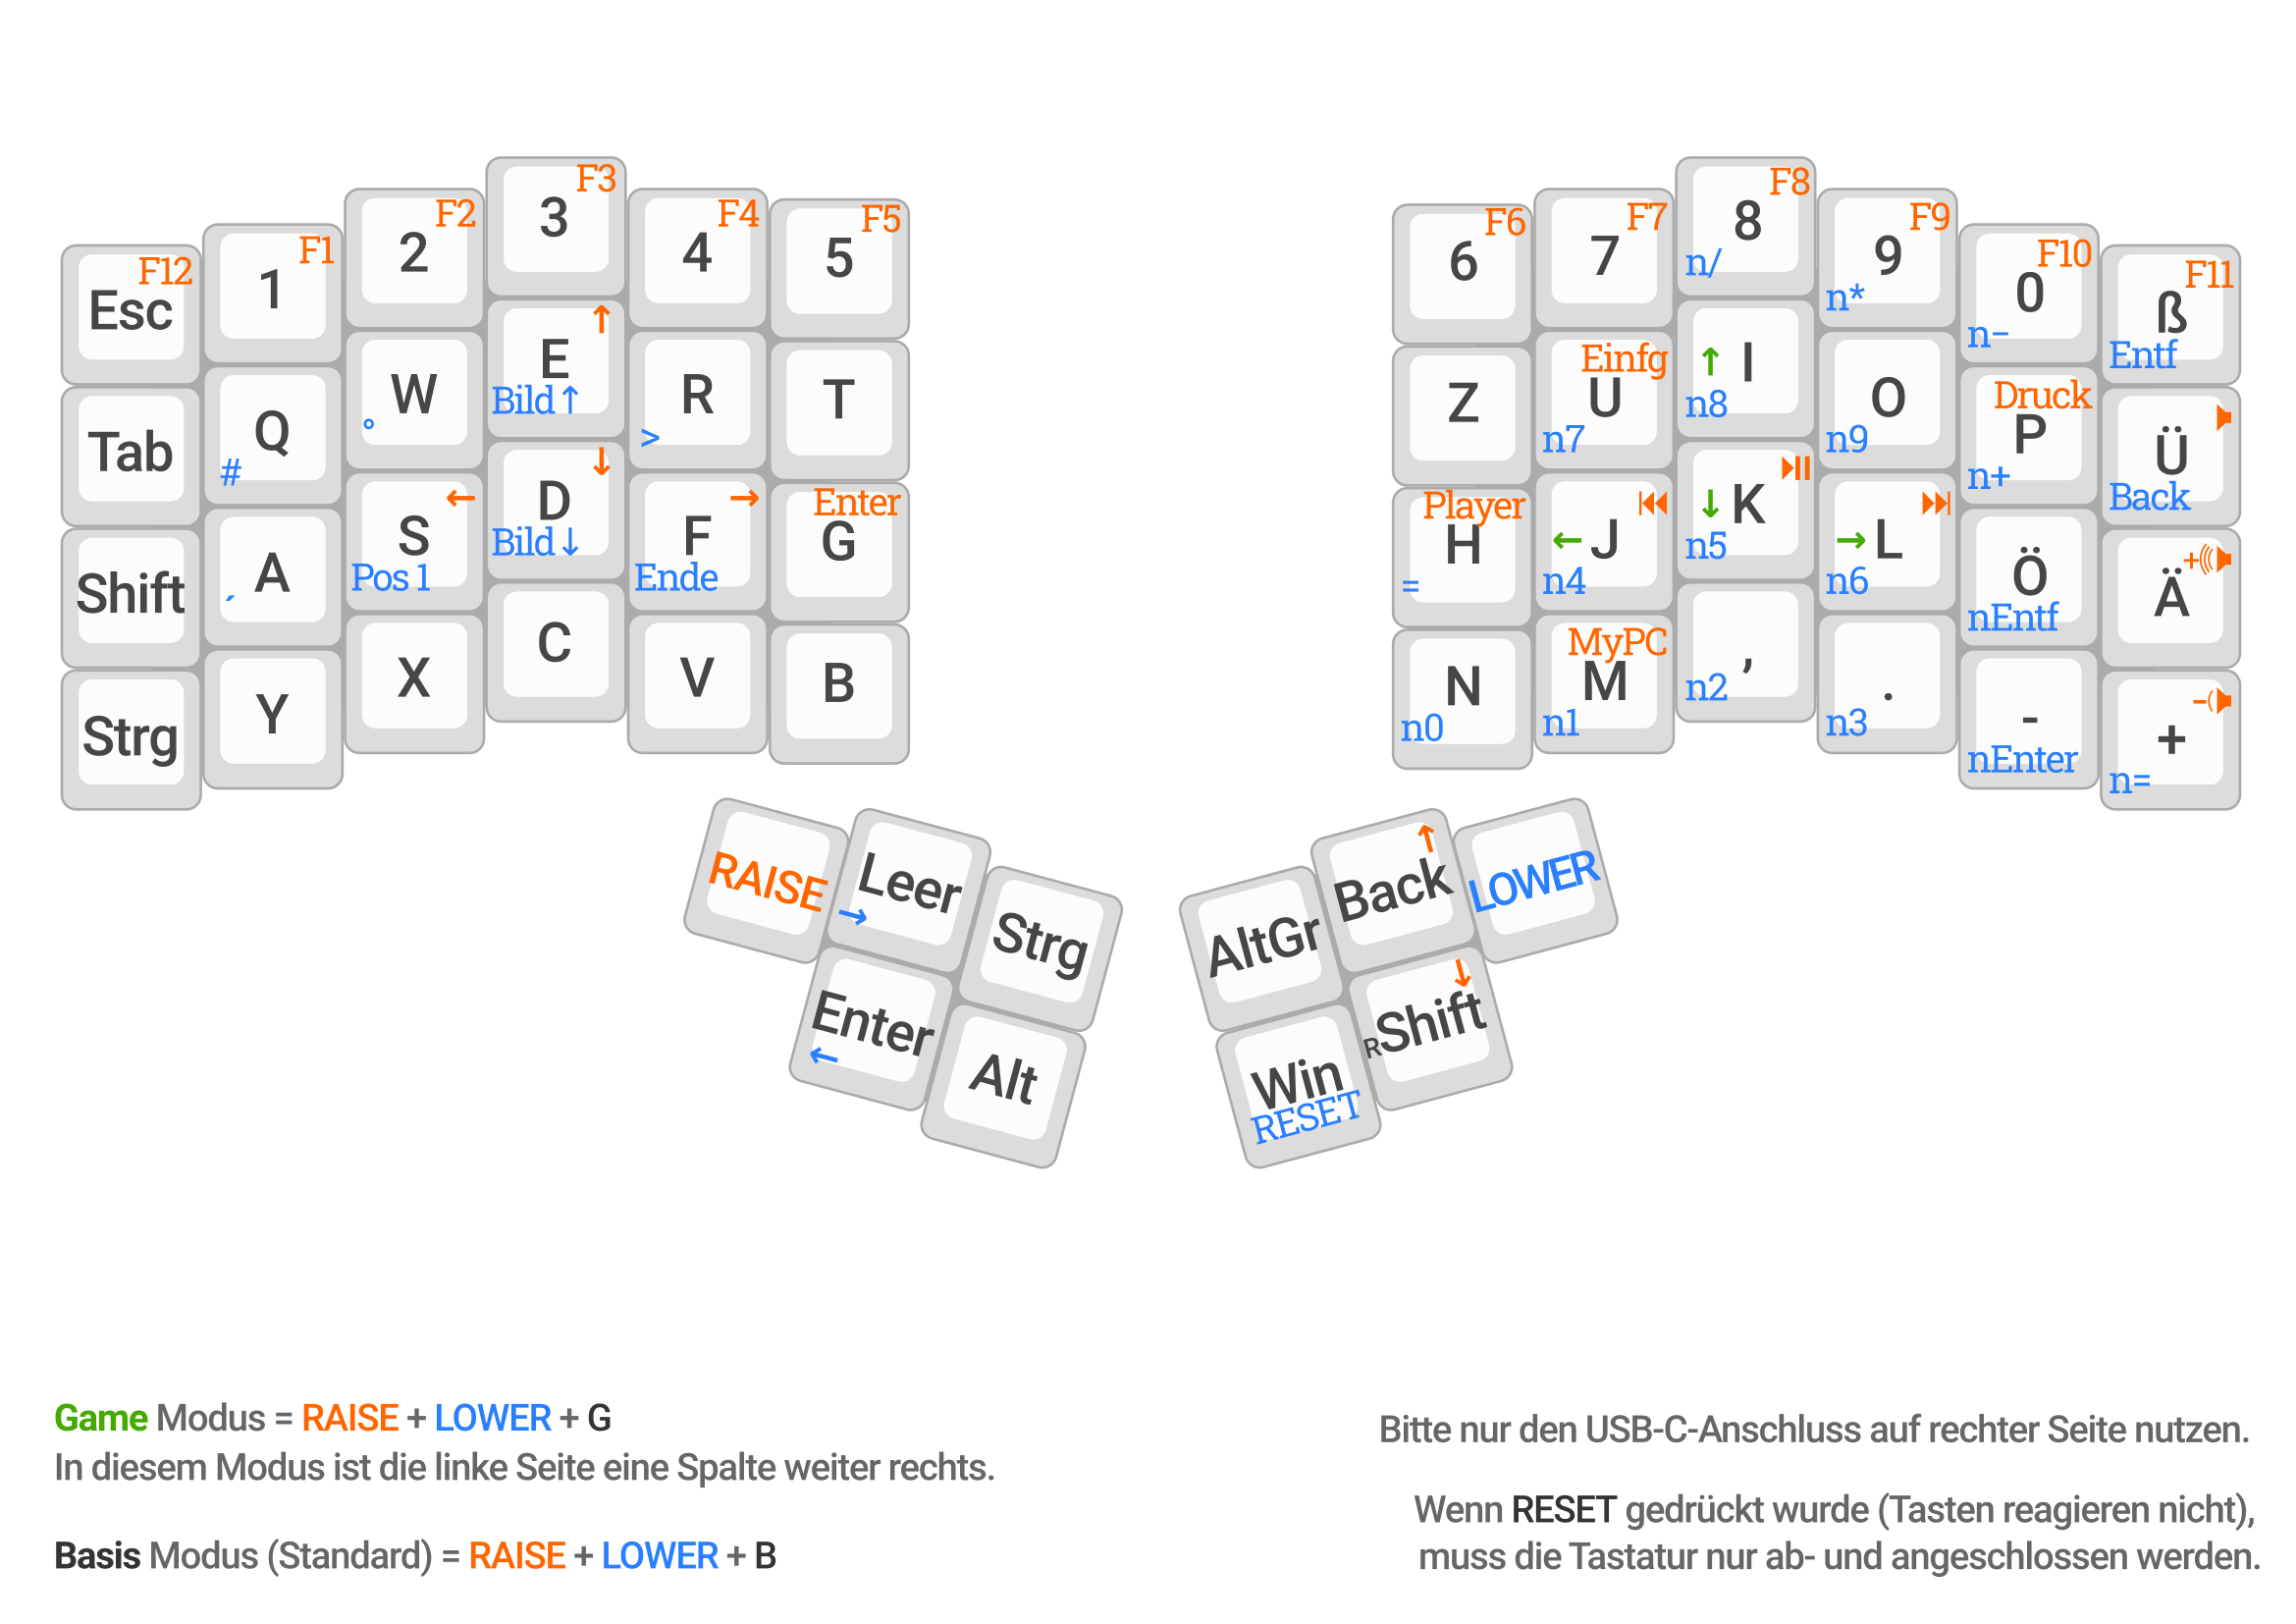 F12
Esc
F1
1
F2
2
F3
3
F4
4
F5
5
Tab
Q
#
W
°
↑
E
Bild↑
R
>
T
Shift
A
´
←
S
Pos1
↓
D
Bild↓
→
F
Ende
Enter
G
Strg
Y
X
C
V
B
RAISE
Leer
→
Strg
Enter
←
Alt
F6
6
F7
7
F8
8
n/
F9
9
n*
F10
0
n-
F11
ß
Entf
Z
Einfg
U
n7
↑ I
n8
O
n9
Druck
P
n+
Ü
Back
Player
H
=
← J
n4
↓ K
n5
→ L
n6
Ö
nEntf
+
Ä
N
n0
MyPC
M
n1
,
n2
.
n3
-
nEnter
-
+
n=
AltGr
↑
Back
LOWER
Win
RESET
↓
R Shift
Game Modus = RAISE + LOWER + G
In diesem Modus ist die linke Seite eine Spalte weiter rechts.
Basis Modus (Standard) = RAISE + LOWER + B
Bitte nur den USB-C-Anschluss auf rechter Seite nutzen.
Wenn RESET gedrückt wurde (Tasten reagieren nicht),
muss die Tastatur nur ab- und angeschlossen werden.